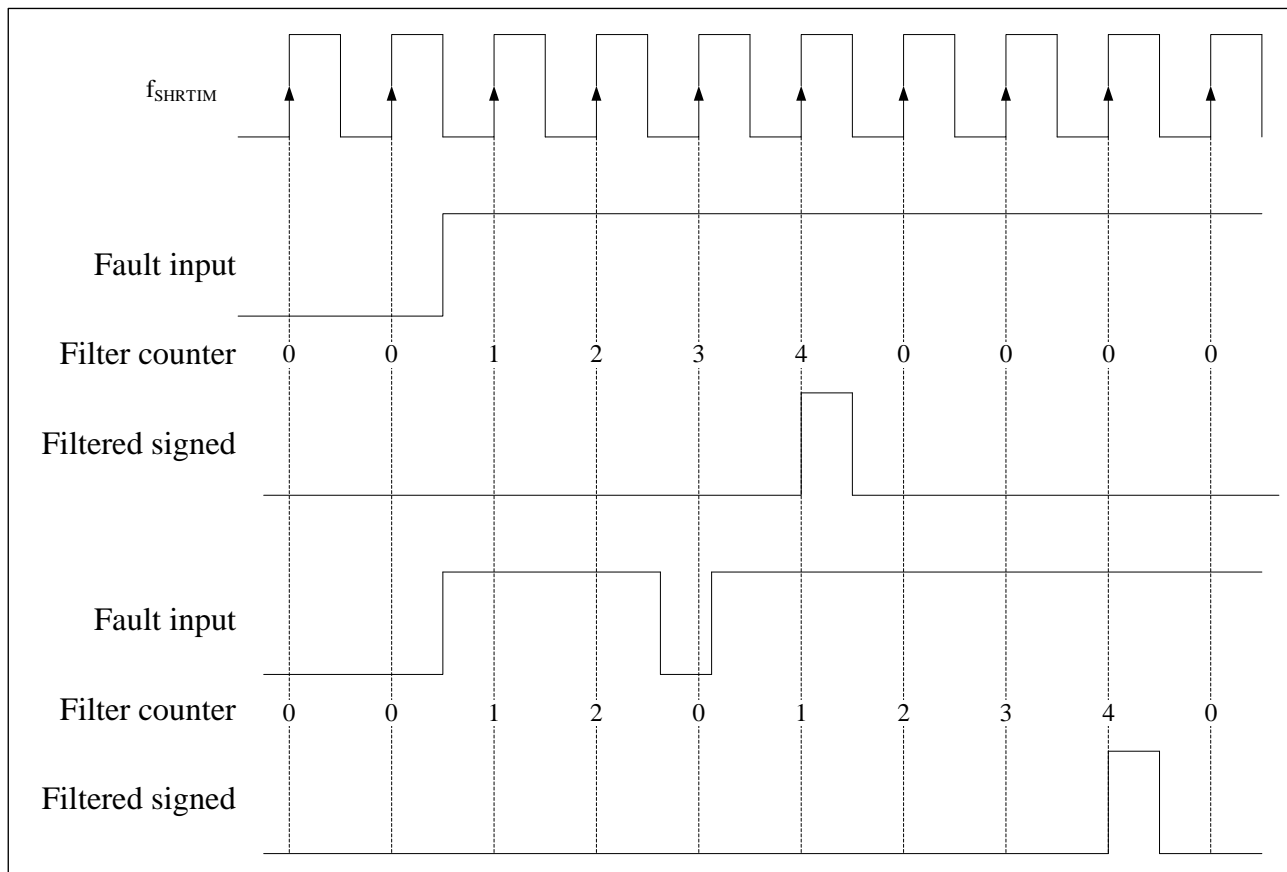 fSHRTIM
Fault input
Filter counter 0 0 1 2 3 4 0 0 0 0
Filtered signed
Fault input
Filter counter 0 0 1 2 0 1 2 3 4 0
Filtered signed